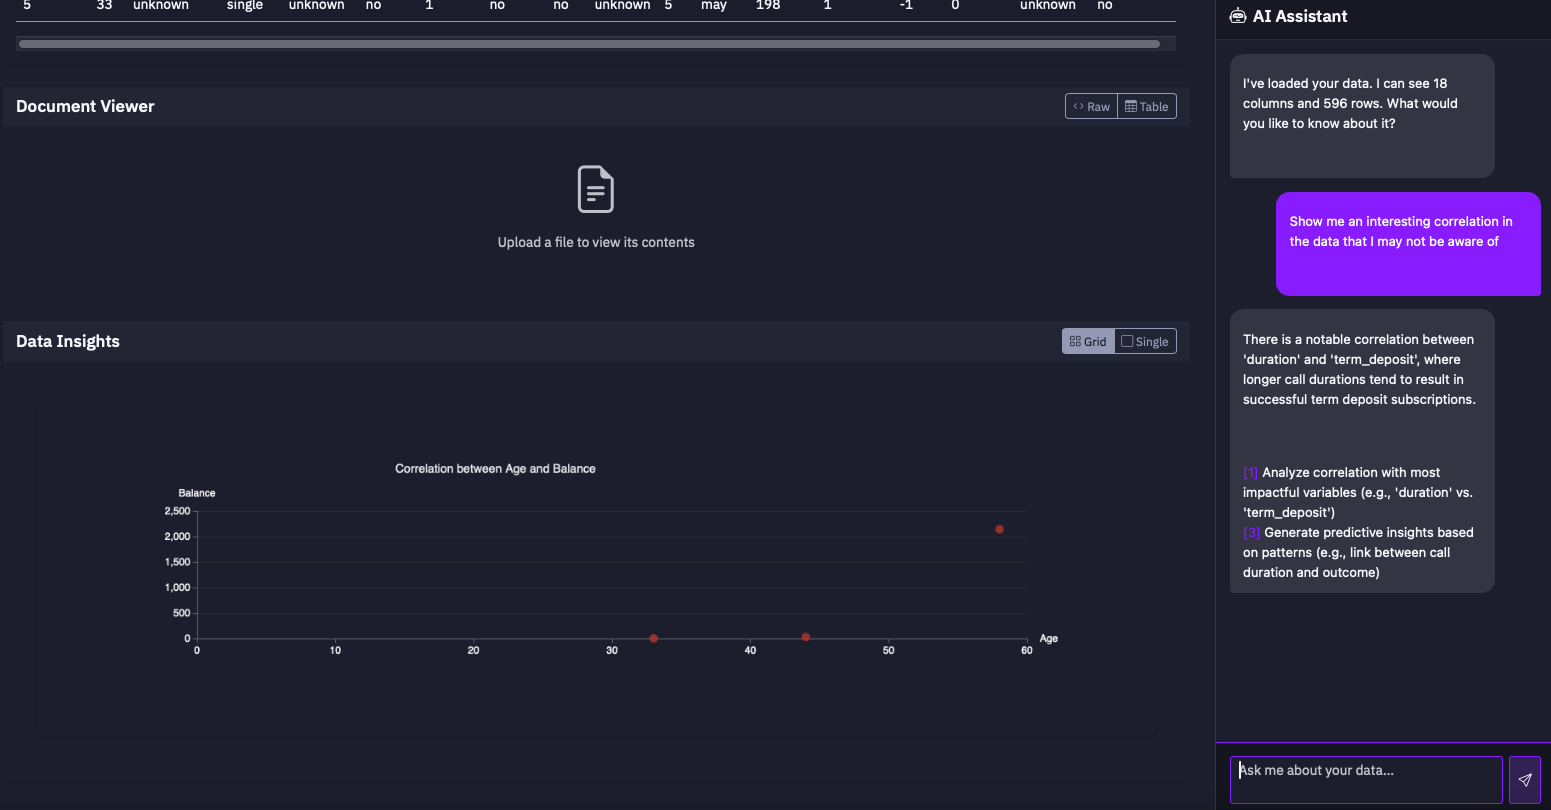 5 33 unknown single unknown no 1 no no unknown 5 may 198 1 -1 0 unknown no
Document Viewer
Raw Table
Upload a file to view its contents
Data Insights
Grid Single
Correlation between Age and Balance
Balance
2,500
2,000
1,500
1,000
500
0
0 10 20 30 40 50 60
Age
AI Assistant
I've loaded your data. I can see 18
columns and 596 rows. What would
you like to know about it?
Show me an interesting correlation in
the data that I may not be aware of
There is a notable correlation between
'duration' and 'term_deposit', where
longer call durations tend to result in
successful term deposit subscriptions.
[1] Analyze correlation with most
impactful variables (e.g., 'duration' vs.
'term_deposit')
[3] Generate predictive insights based
on patterns (e.g., link between call
duration and outcome)
Ask me about your data...